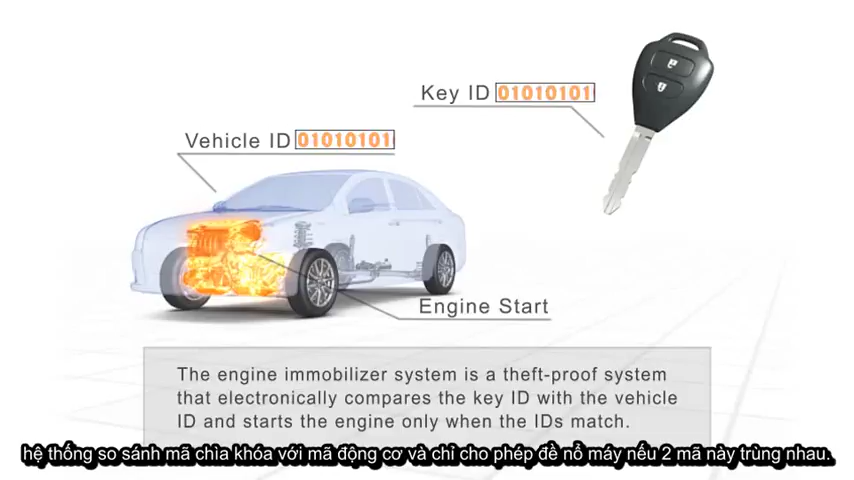 Key ID 01010101
Vehicle ID 01010101
Engine Start
The engine immobilizer system is a theft-proof system
that electronically compares the key ID with the vehicle
ID and starts the engine only when the IDs match.
hệ thống so sánh mã chìa khóa với mã động cơ và chỉ cho phép đề nổ máy nếu 2 mã này trùng nhau.